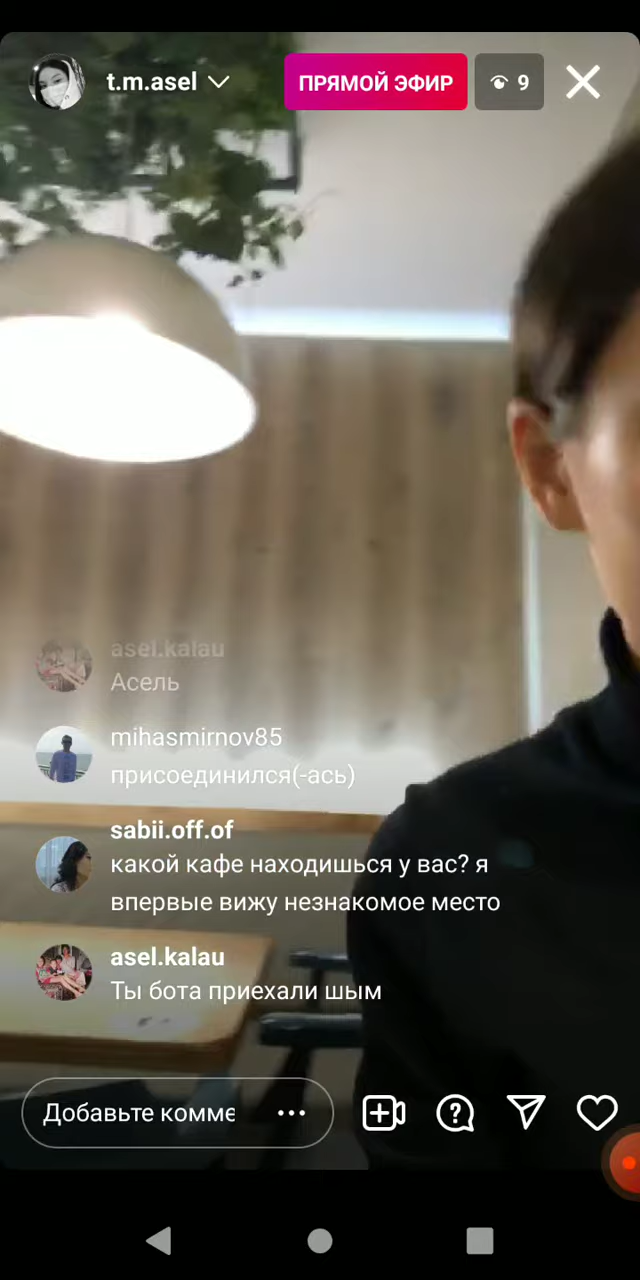 t.m.asel
ПРЯМОЙ ЭФИР
9
asel.kalau
Асель
mihasmirnov85
присоединился(-ась)
sabii.off.of
какой кафе находишься у вас? я
впервые вижу незнакомое место
asel.kalau
Ты бота приехали шым
Добавьте комме